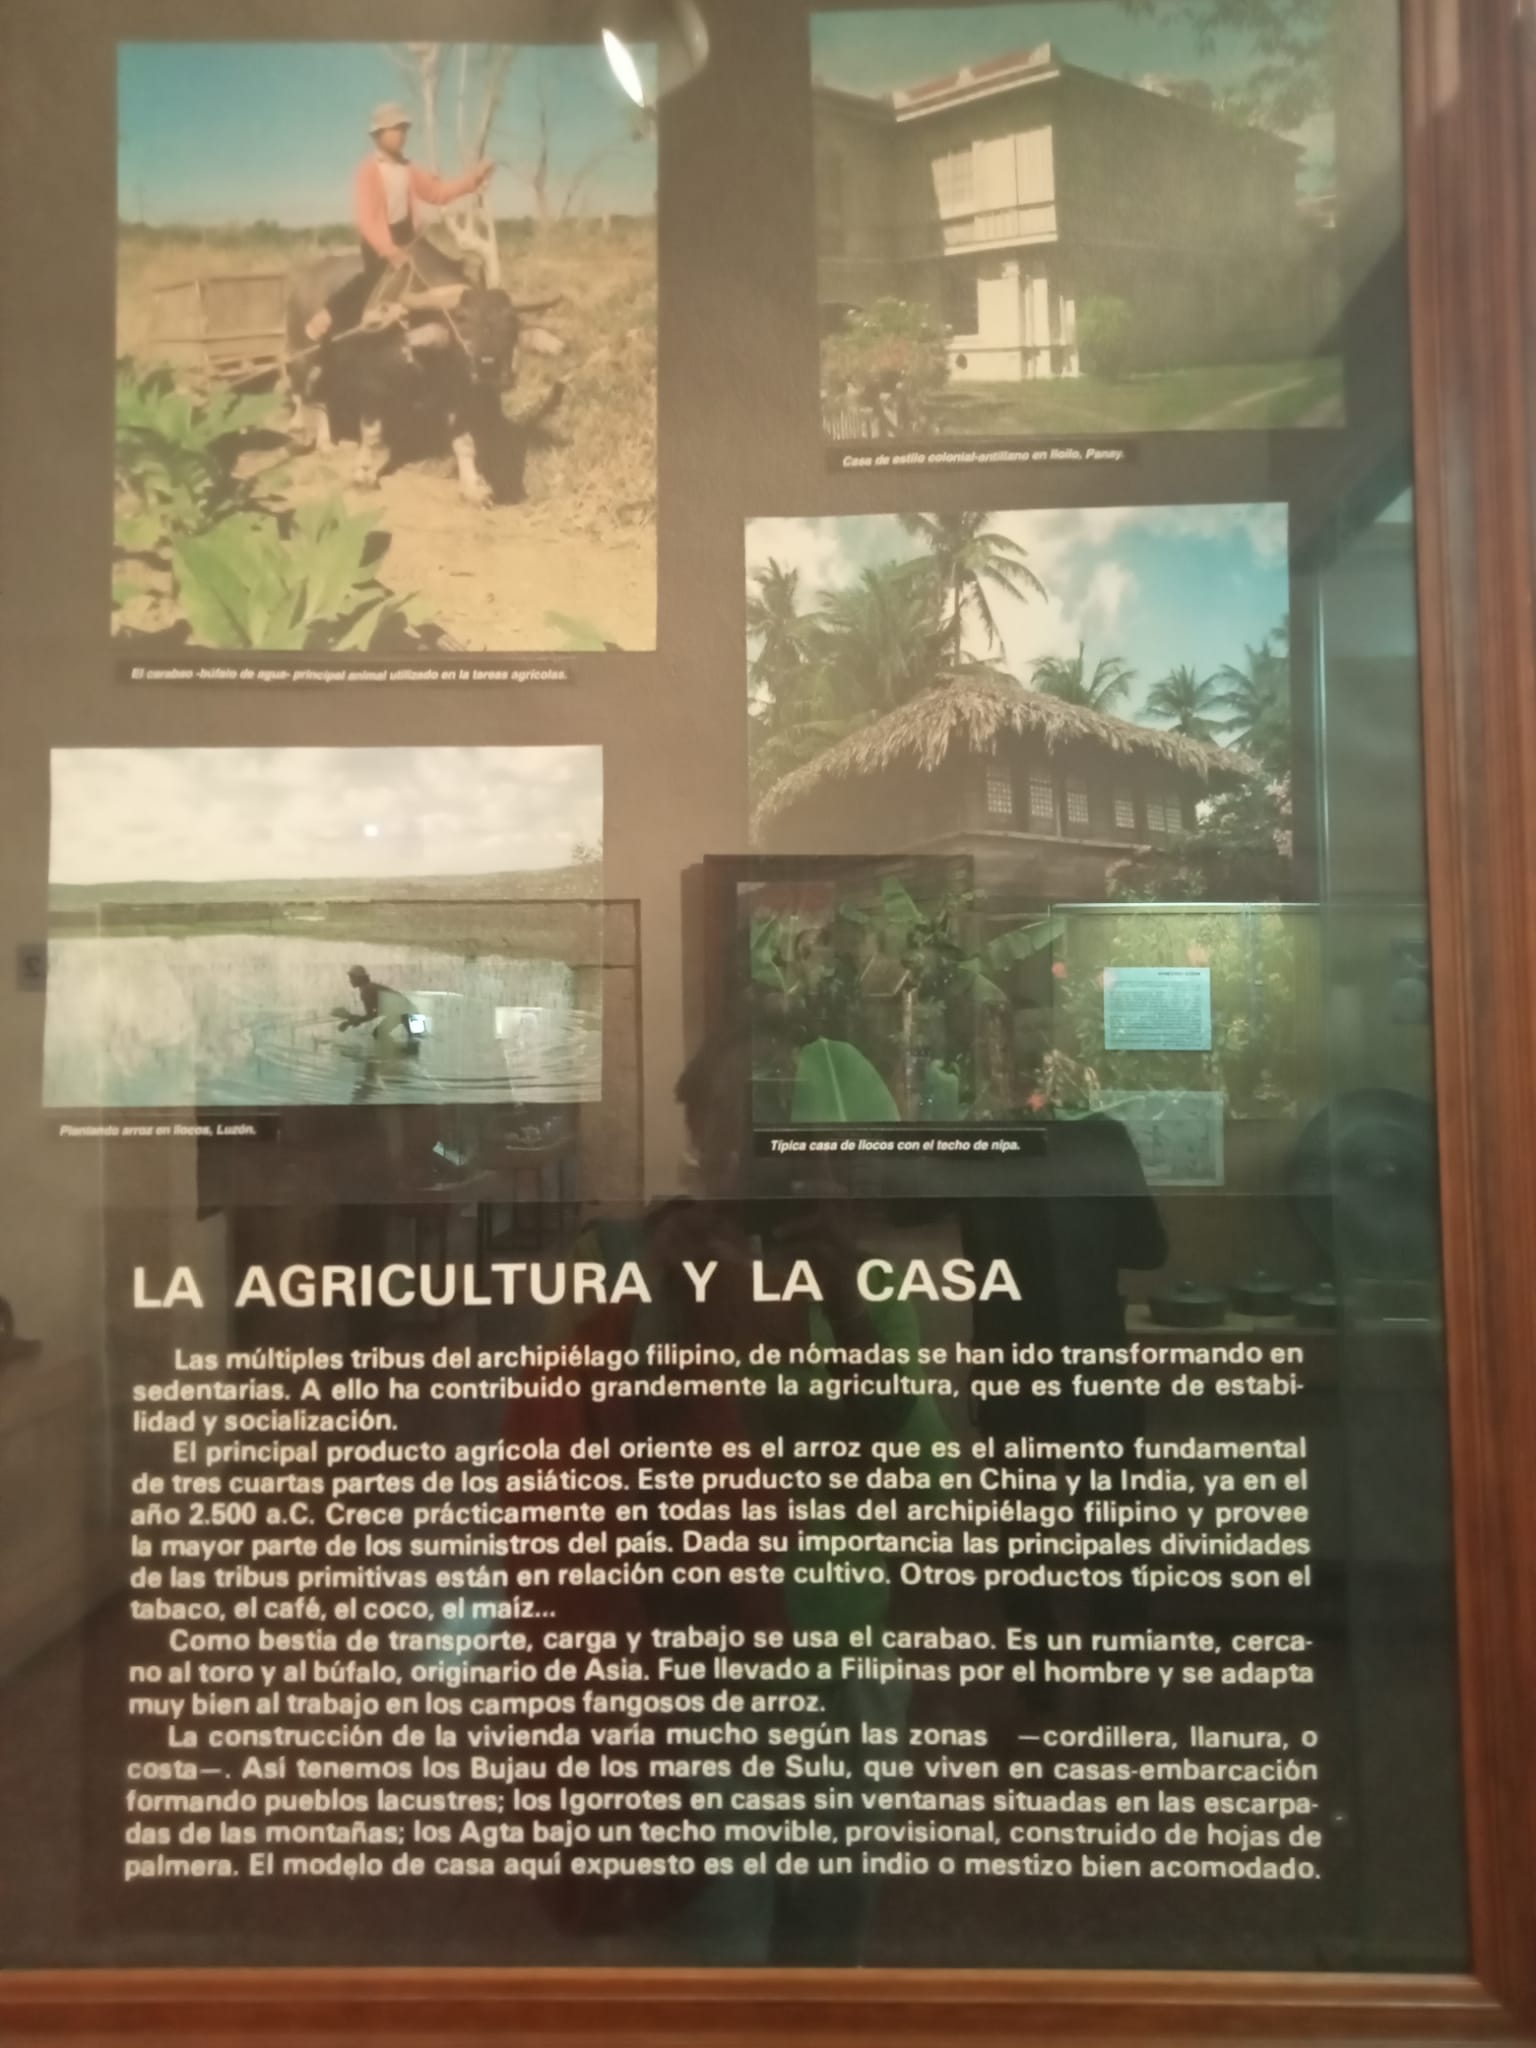 Casa de estilo colonial-antillano en Iloilo, Panay.
El carabao -búfalo de agua- principal animal utilizado en la tareas agrícolas.
Plantando arroz en Ilocos, Luzón.
Típica casa de Ilocos con el techo de nipa.
LA AGRICULTURA Y LA CASA
Las múltiples tribus del archipiélago filipino, de nómadas se han ido transformando en
sedentarias. A ello ha contribuido grandemente la agricultura, que es fuente de estabi-
lidad y socialización.
El principal producto agrícola del oriente es el arroz que es el alimento fundamental
de tres cuartas partes de los asiáticos. Este pruducto se daba en China y la India, ya en el
año 2.500 a.C. Crece prácticamente en todas las islas del archipiélago filipino y provee
la mayor parte de los suministros del país. Dada su importancia las principales divinidades
de las tribus primitivas están en relación con este cultivo. Otros productos típicos son el
tabaco, el café, el coco, el maíz...
Como bestia de transporte, carga y trabajo se usa el carabao. Es un rumiante, cerca-
no al toro y al búfalo, originario de Asia. Fue llevado a Filipinas por el hombre y se adapta
muy bien al trabajo en los campos fangosos de arroz.
La construcción de la vivienda varía mucho según las zonas —cordillera, llanura, o
costa—. Así tenemos los Bujau de los mares de Sulu, que viven en casas-embarcación
formando pueblos lacustres; los Igorrotes en casas sin ventanas situadas en las escarpa-
das de las montañas; los Agta bajo un techo movible, provisional, construido de hojas de
palmera. El modelo de casa aquí expuesto es el de un indio o mestizo bien acomodado.